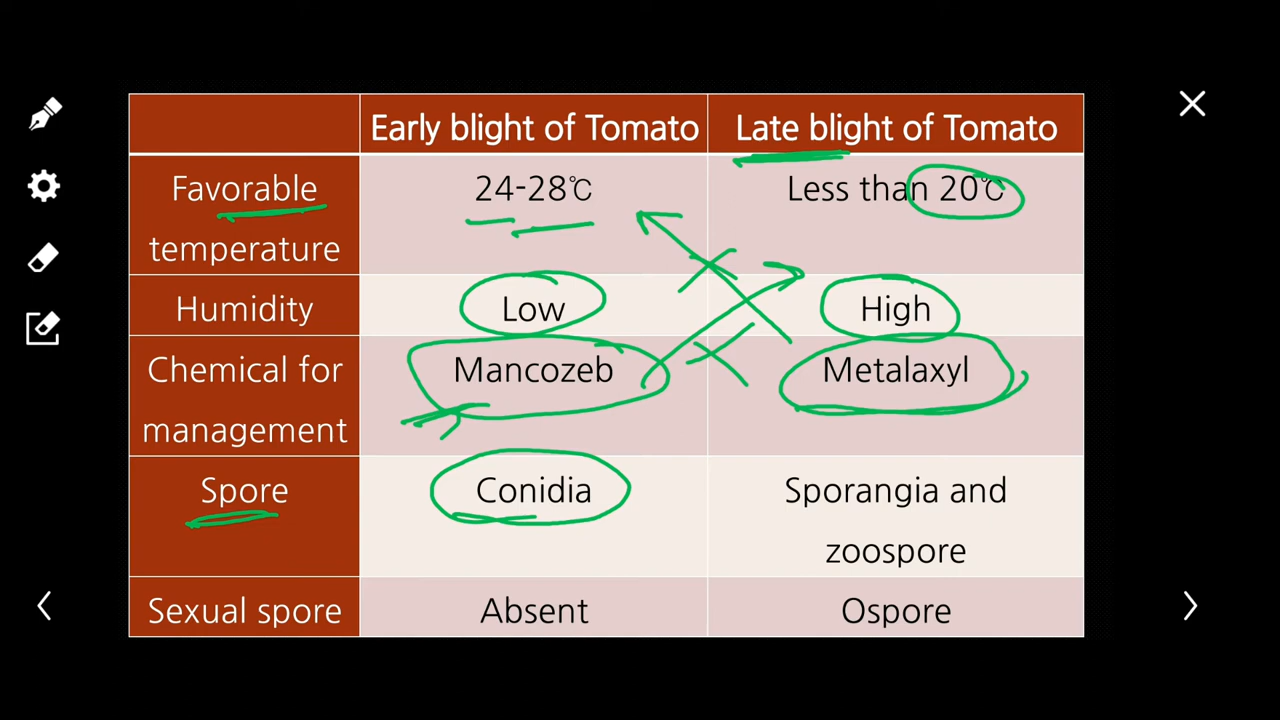 Early blight of Tomato Late blight of Tomato
Favorable 24-28℃ Less than 20℃
temperature
Humidity Low High
Chemical for Mancozeb Metalaxyl
management
Spore Conidia Sporangia and
zoospore
Sexual spore Absent Ospore